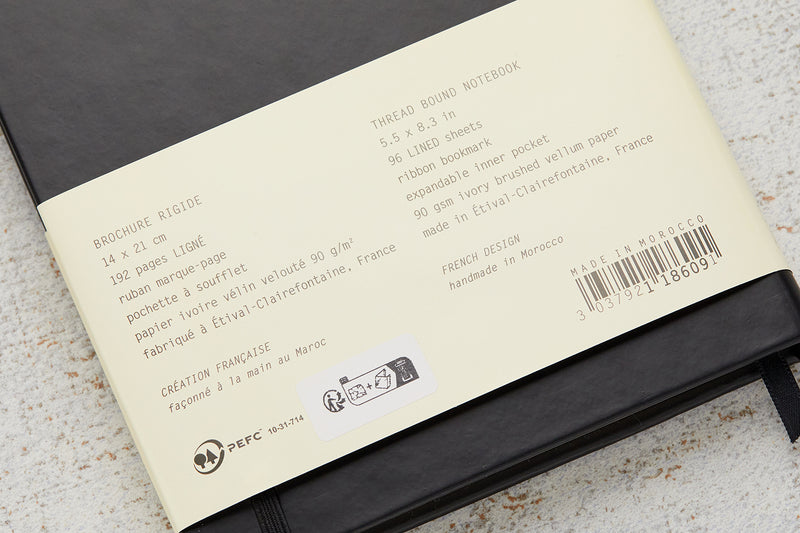 BROCHURE RIGIDE
14 x 21 cm
192 pages LIGNÉ
ruban marque-page
pochette à soufflet
papier ivoire vélin velouté 90 g/m²
fabriqué à Étival-Clairefontaine, France
CRÉATION FRANÇAISE
façonné à la main au Maroc
PEFC™ 10-31-714
THREAD BOUND NOTEBOOK
5.5 x 8.3 in
96 LINED sheets
ribbon bookmark
expandable inner pocket
90 gsm ivory brushed vellum paper
made in Étival-Clairefontaine, France
FRENCH DESIGN
handmade in Morocco
MADE IN MOROCCO
3 037921 186091